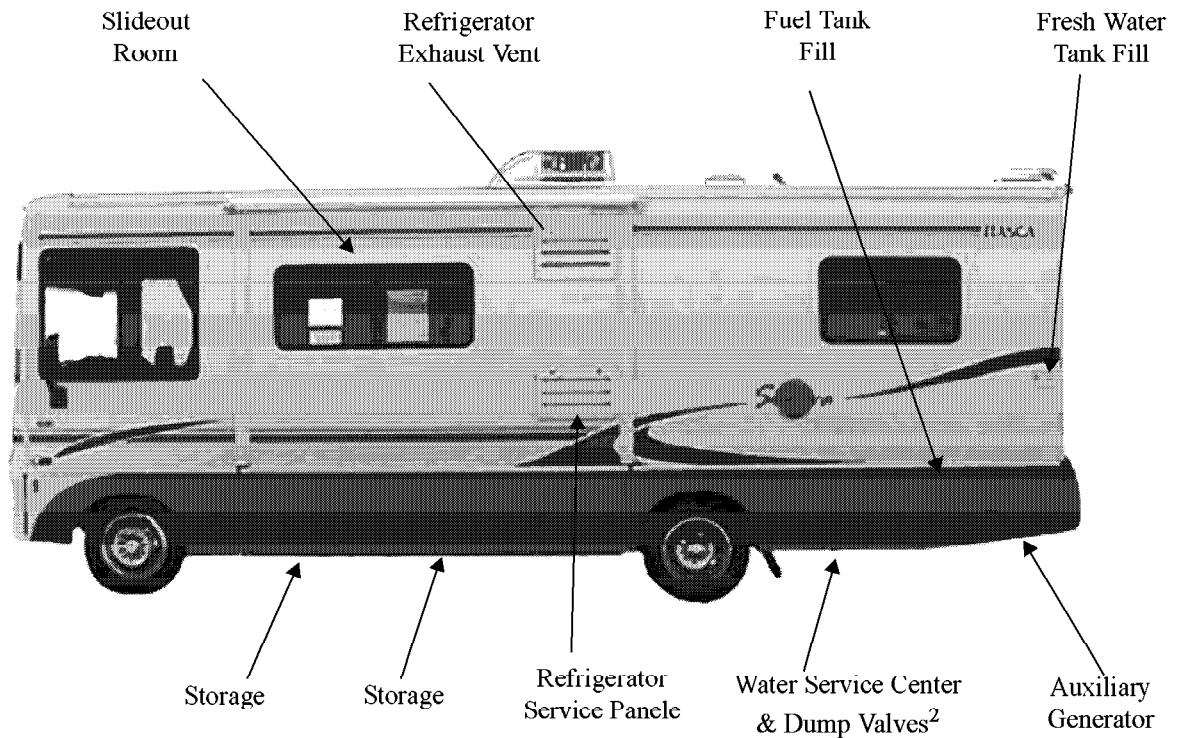 Slideout
Room
Refrigerator
Exhaust Vent
Fuel Tank
Fill
Fresh Water
Tank Fill
ITASCA
Storage
Storage
Refrigerator
Service Panele
Water Service Center
& Dump Valves²
Auxiliary
Generator